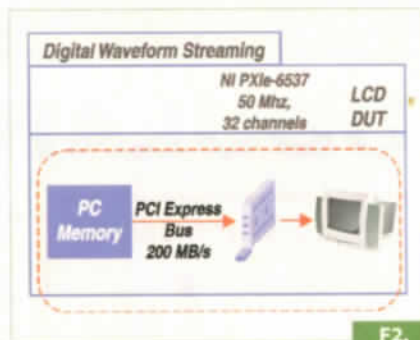 Digital Waveform Streaming
NI PXIe-6537
50 Mhz,
32 channels
LCD
DUT
PC
Memory
PCI Express
Bus
200 MB/s
F2.